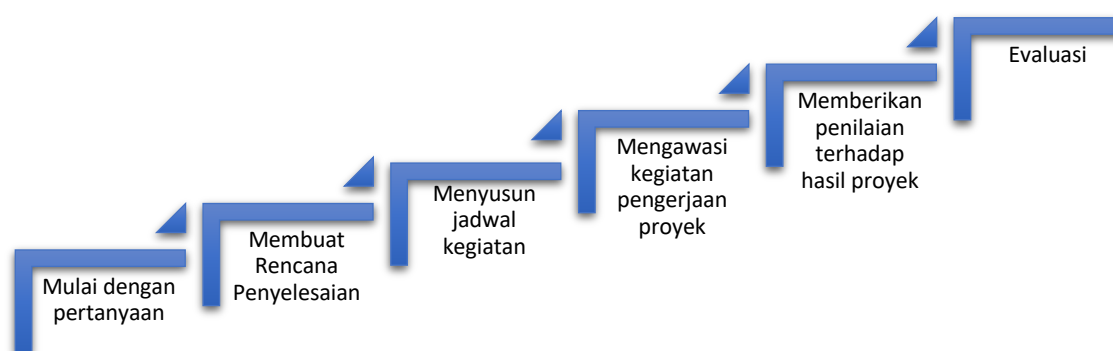 Mulai dengan
pertanyaan
Membuat
Rencana
Penyelesaian
Menyusun
jadwal
kegiatan
Mengawasi
kegiatan
pengerjaan
proyek
Memberikan
penilaian
terhadap
hasil proyek
Evaluasi